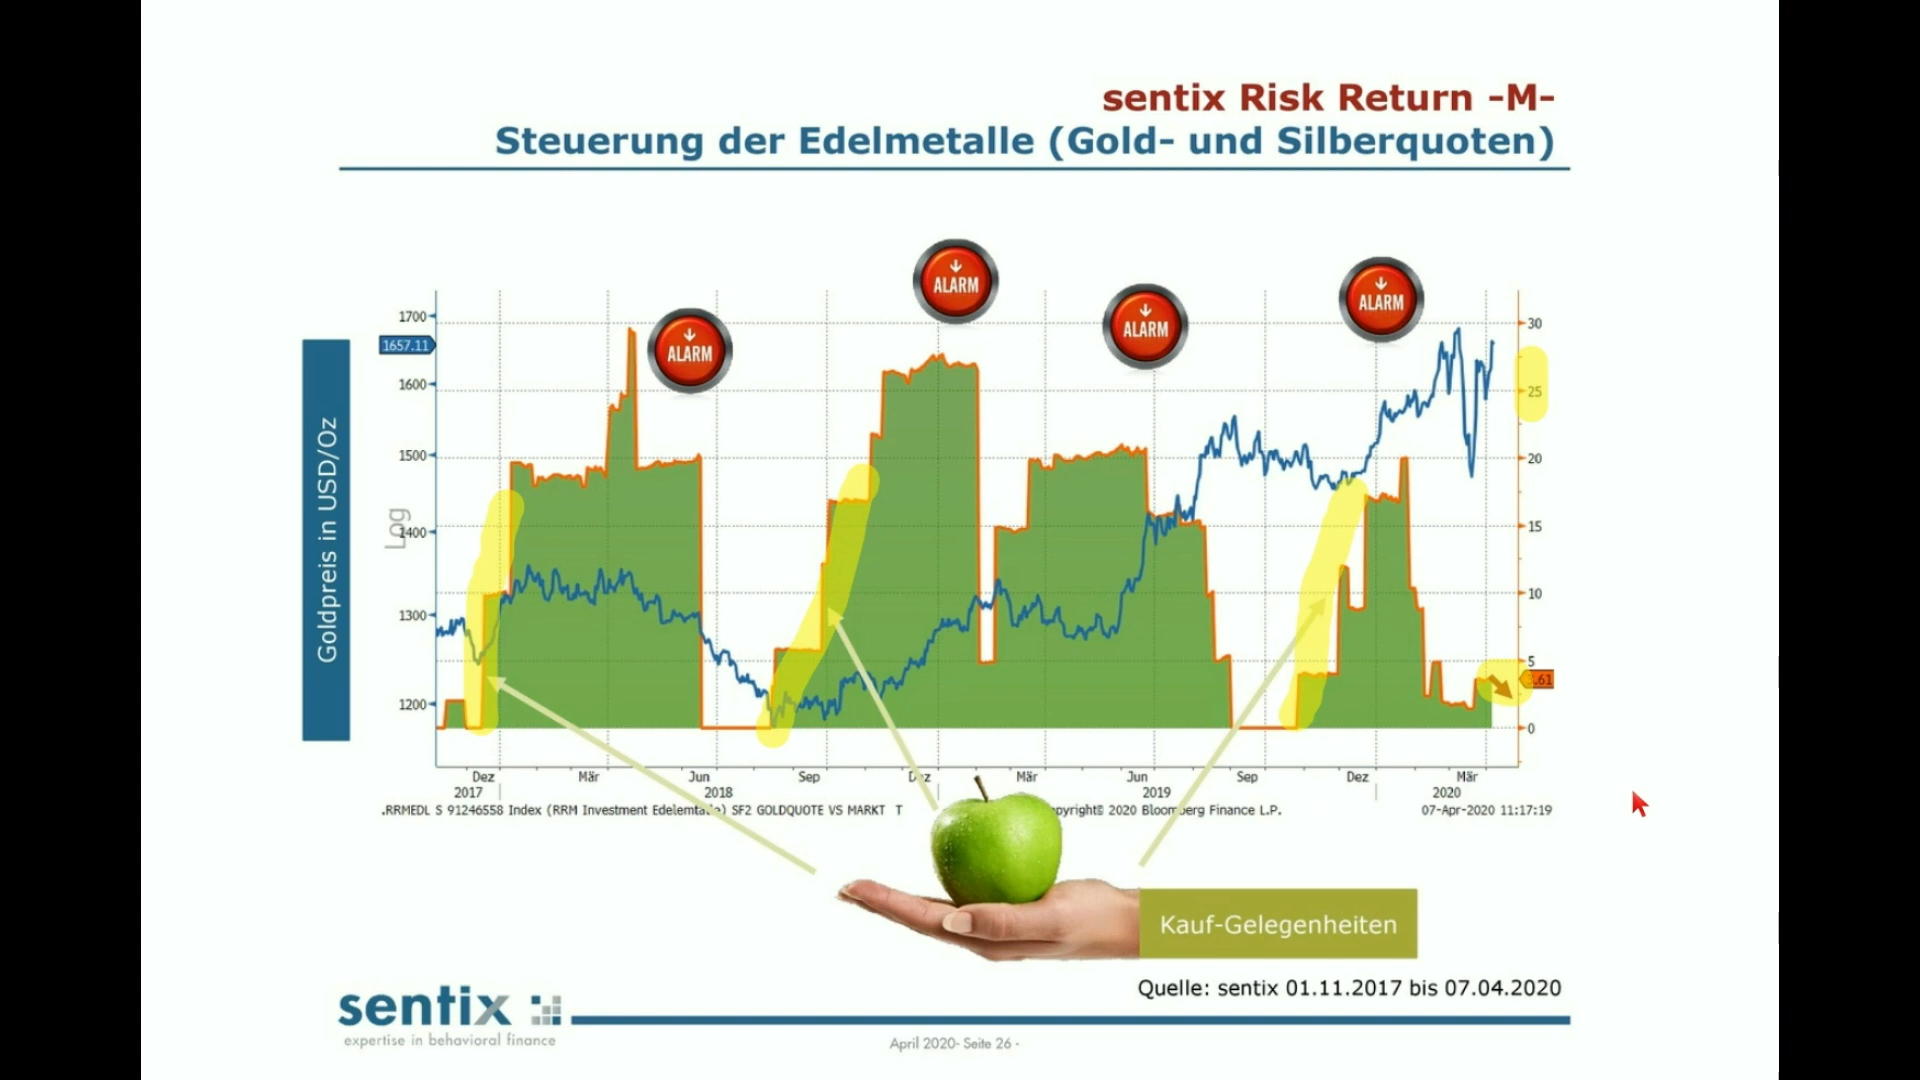 sentix Risk Return -M-
Steuerung der Edelmetalle (Gold- und Silberquoten)
ALARM
ALARM
ALARM
ALARM
Goldpreis in USD/Oz
Log
1700
1657.11
1600
1500
1400
1300
1200
30
25
20
15
10
5
3.61
0
Dez Mär Jun Sep Dez Mär Jun Sep Dez Mär
2017 2018 2019 2020
.RRMEDL S 91246558 Index (RRM Investment Edelemtalle) SF2 GOLDQUOTE VS MARKT T
opyright© 2020 Bloomberg Finance L.P.
07-Apr-2020 11:17:19
Kauf-Gelegenheiten
Quelle: sentix 01.11.2017 bis 07.04.2020
sentix
expertise in behavioral finance
April 2020- Seite 26 -